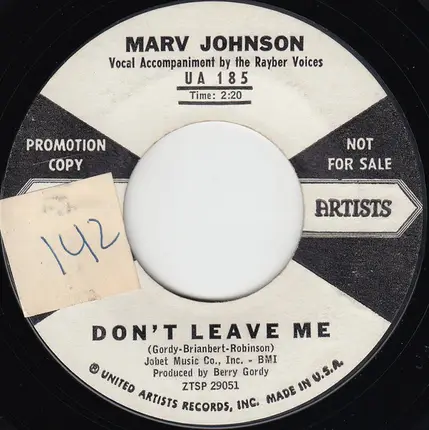 MARV JOHNSON
Vocal Accompaniment by the Rayber Voices
UA 185
Time: 2:20
PROMOTION
COPY
NOT
FOR SALE
ARTISTS
142
DON'T LEAVE ME
(Gordy-Brianbert-Robinson)
Jobet Music Co., Inc. - BMI
Produced by Berry Gordy
ZTSP 29051
® UNITED ARTISTS RECORDS, INC. MADE IN U.S.A.